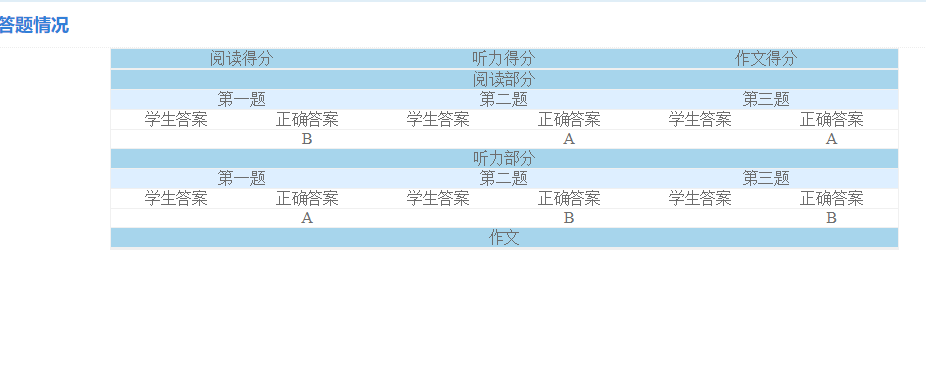 答题情况
阅读得分 听力得分 作文得分
阅读部分
第一题 第二题 第三题
学生答案 正确答案 学生答案 正确答案 学生答案 正确答案
B A A
听力部分
第一题 第二题 第三题
学生答案 正确答案 学生答案 正确答案 学生答案 正确答案
A B B
作文